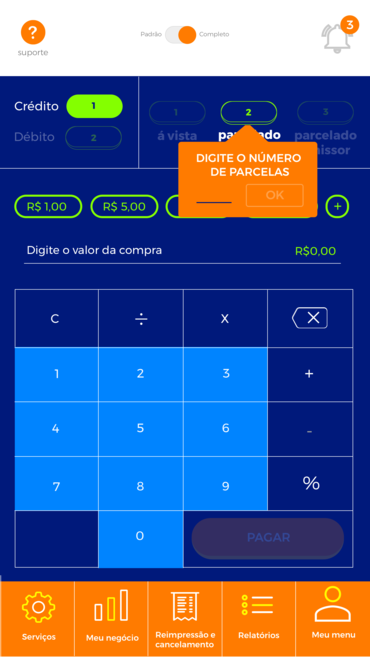 ?
suporte
Padrão
Completo
3
Crédito
1
Débito
2
1
2
3
á vista
parcelado
parcelado
DIGITE O NÚMERO
DE PARCELAS
OK
R$ 1,00
R$ 5,00
+
Digite o valor da compra
R$0,00
C
÷
X
X
1
2
3
+
4
5
6
-
7
8
9
%
0
PAGAR
Serviços
Meu negócio
Reimpressão e
cancelamento
Relatórios
Meu menu